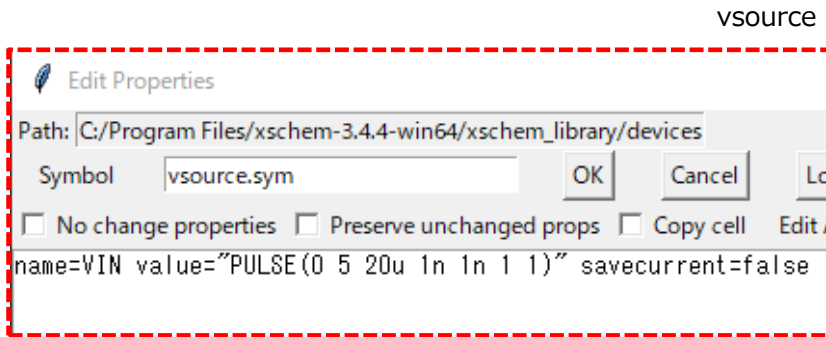 vsource
Edit Properties
Path: C:/Program Files/xschem-3.4.4-win64/xschem_library/devices
Symbol vsource.sym OK Cancel Lo
No change properties Preserve unchanged props Copy cell Edit
name=VIN value="PULSE(0 5 20u 1n 1n 1 1)" savecurrent=false